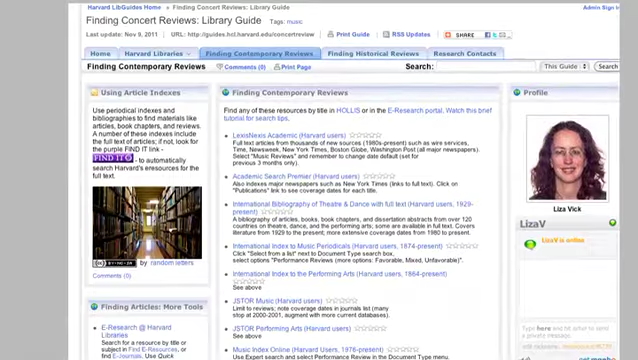 Harvard LibGuides Home » Finding Concert Reviews: Library Guide
Admin Sign In
Finding Concert Reviews: Library Guide Tags: music
Last update: Nov 9, 2011 URL: http://guides.hcl.harvard.edu/concertreview Print Guide RSS Updates SHARE
Home Harvard Libraries Finding Contemporary Reviews Finding Historical Reviews Research Contacts
Finding Contemporary Reviews Comments (0) Print Page Search: This Guide Search
Using Article Indexes
Use periodical indexes and
bibliographies to find materials like
articles, book chapters, and reviews.
A number of these indexes include
the full text of articles; if not, look for
the purple FIND IT link -
FIND IT - to automatically
search Harvard's resources for the
full text.
by random letters
Comments (0)
Finding Articles: More Tools
E-Research @ Harvard
Libraries
Search for a resource by title or
subject in Find E-Resources, or
find E-Journals. Use Quick
Finding Contemporary Reviews
Find any of these resources by title in HOLLIS or in the E-Research portal. Watch this brief
tutorial for search tips.
LexisNexis Academic (Harvard users)
Full text articles from thousands of new sources (1980s-present) such as wire services,
Time, Newsweek, New York Times, Boston Globe, Washington Post (all major newspapers).
Select "Music Reviews" and remember to change date default (set for
previous 3 months only).
Academic Search Premier (Harvard users)
Also indexes major newspapers such as New York Times (links to full text). Click on
"Publications" link to see coverage dates for each title.
International Bibliography of Theatre & Dance with full text (Harvard users, 1929-
present)
A bibliography of articles, books, book chapters, and dissertation abstracts from over 120
countries on theatre, dance, and the performing arts; some are available in full text. Covers
literature from 1929 to the present; more extensive coverage dates from 1980 to present.
International Index to Music Periodicals (Harvard users, 1874-present)
Click "Select from a list" next to Document Type search box,
select options "Performance Reviews" (more options: Favorable, Mixed, Unfavorable".
International Index to the Performing Arts (Harvard users, 1864-present)
See above
JSTOR Music (Harvard users)
Limit to reviews; note coverage dates in journals list (many
stop at 2000-2001, augment with more current databases).
JSTOR Performing Arts (Harvard users)
See above
Music Index Online (Harvard Users, 1976-present)
Use Expert search and select Performance Review in the Document Type menu.
Profile
Liza Vick
LizaV
LizaV is online
Type here and hit enter to send a
private message.